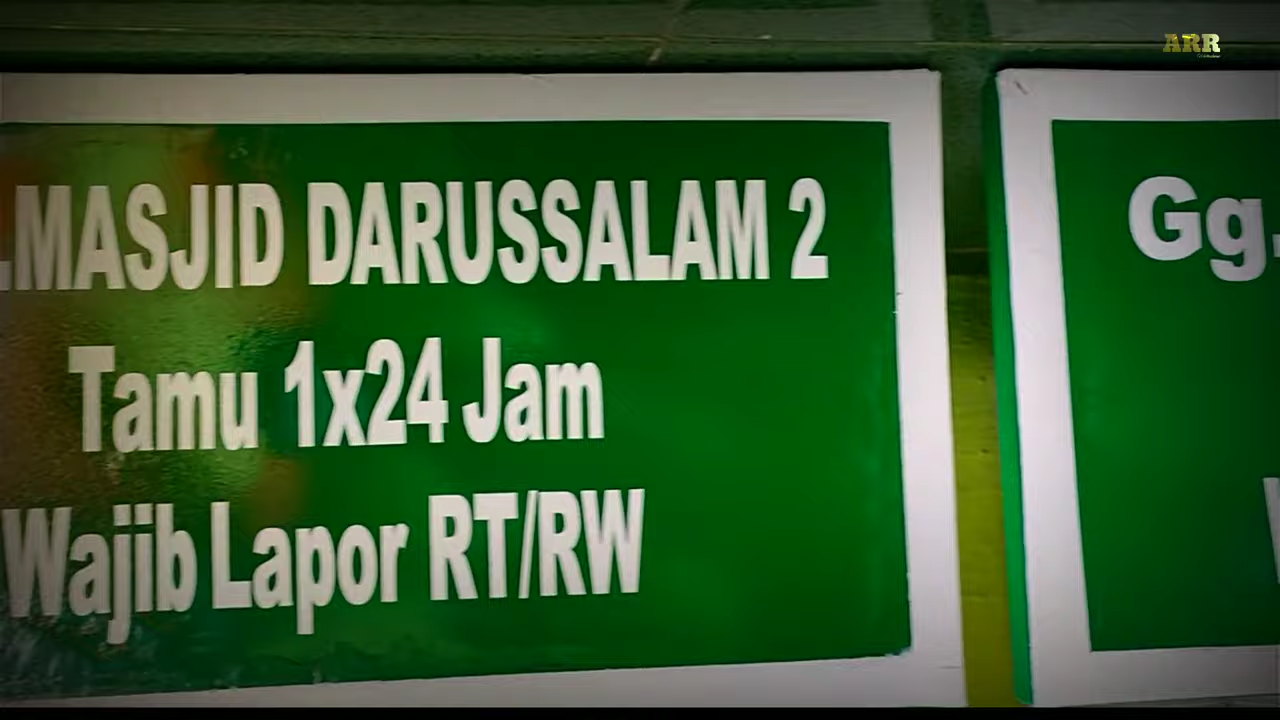 .MASJID DARUSSALAM 2
Tamu 1x24 Jam
Wajib Lapor RT/RW
Gg.
ARR